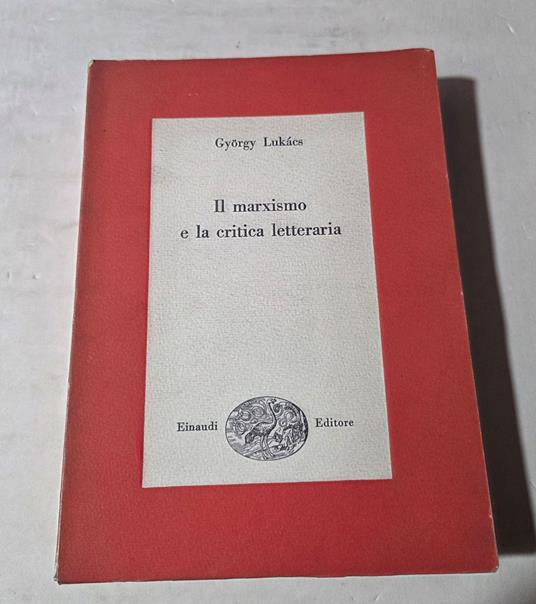 György Lukács
Il marxismo
e la critica letteraria
Einaudi Editore